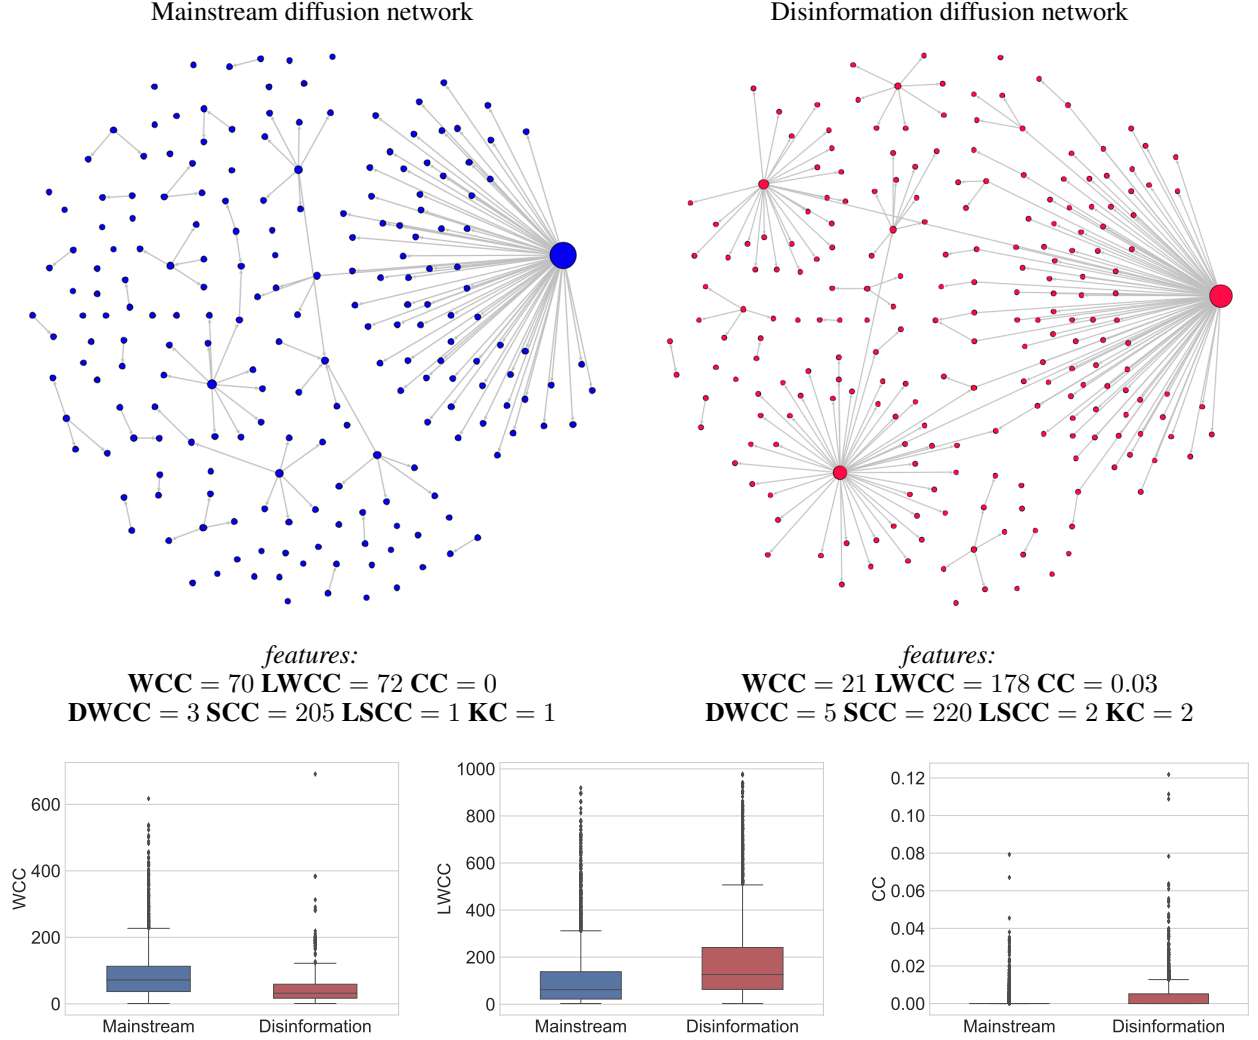 Mainstream diffusion network
Disinformation diffusion network
features:
WCC = 70 LWCC = 72 CC = 0
DWCC = 3 SCC = 205 LSCC = 1 KC = 1
features:
WCC = 21 LWCC = 178 CC = 0.03
DWCC = 5 SCC = 220 LSCC = 2 KC = 2
WCC
600
400
200
0
Mainstream Disinformation
LWCC
1000
800
600
400
200
0
Mainstream Disinformation
CC
0.12
0.10
0.08
0.06
0.04
0.02
0.00
Mainstream Disinformation